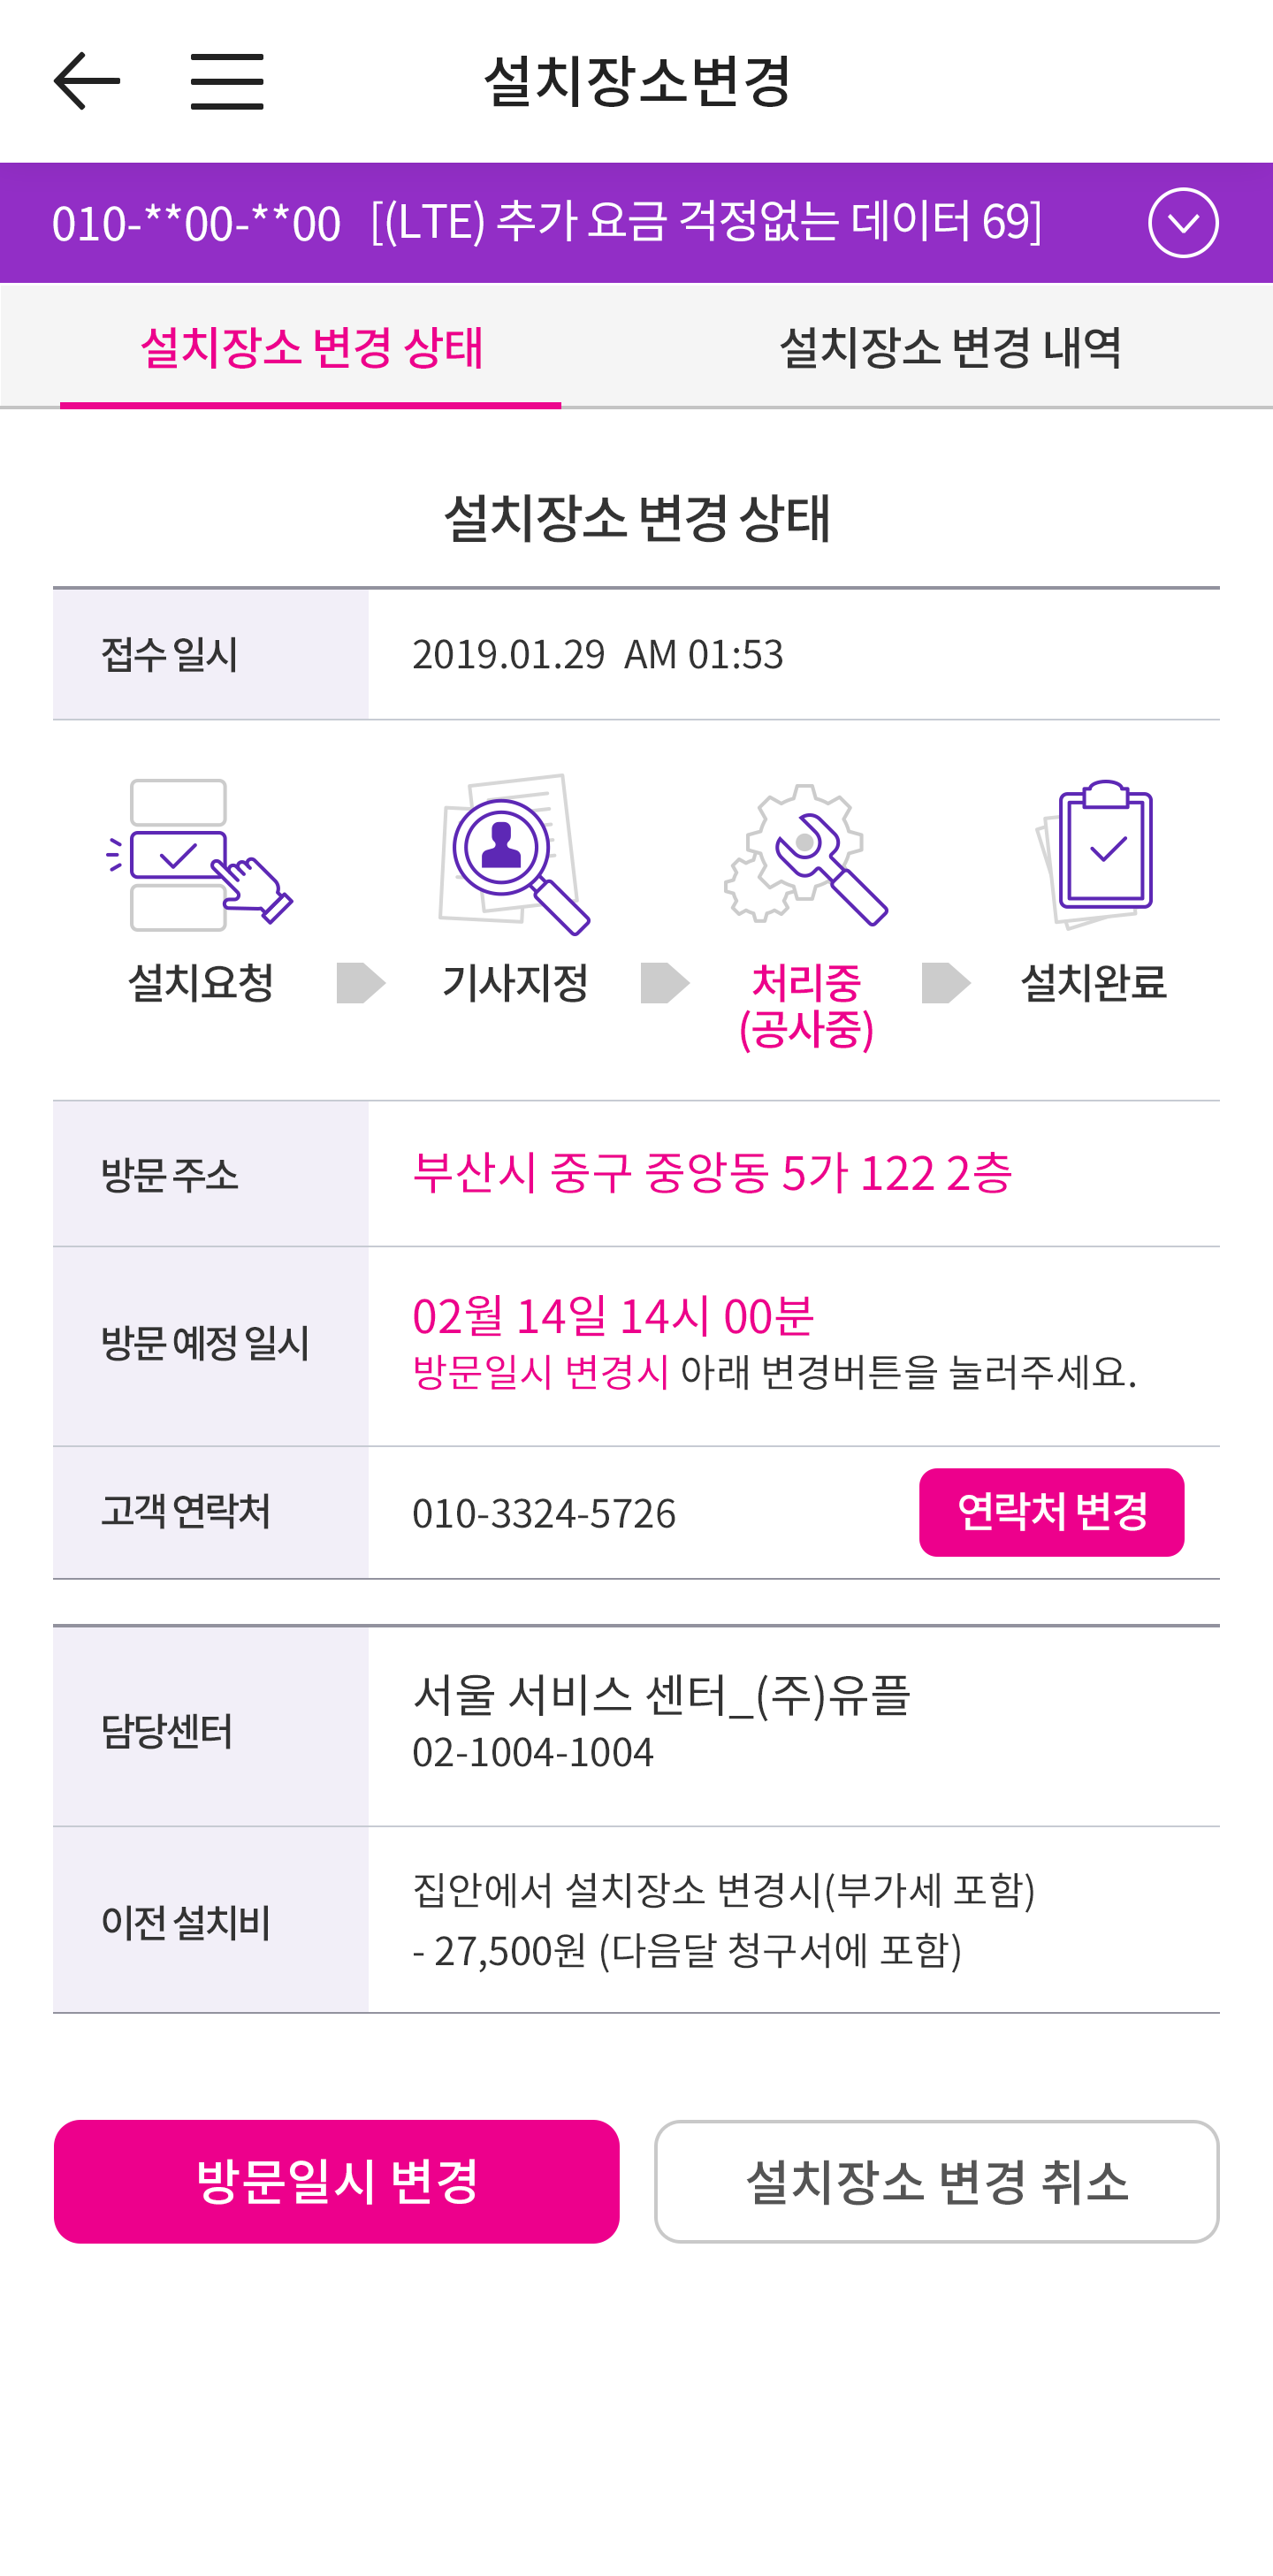 설치장소변경
010-**00-**00 [(LTE) 추가 요금 걱정없는 데이터 69]
설치장소 변경 상태
설치장소 변경 내역
설치장소 변경 상태
접수 일시
2019.01.29 AM 01:53
설치요청
기사지정
처리중
(공사중)
설치완료
방문 주소
부산시 중구 중앙동 5가 122 2층
방문 예정 일시
02월 14일 14시 00분
방문일시 변경시 아래 변경버튼을 눌러주세요.
고객 연락처
010-3324-5726
연락처 변경
담당센터
서울 서비스 센터_(주)유플
02-1004-1004
이전 설치비
집안에서 설치장소 변경시(부가세 포함)
- 27,500원 (다음달 청구서에 포함)
방문일시 변경
설치장소 변경 취소